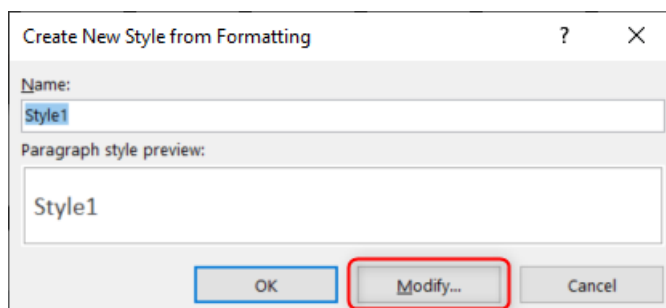 Create New Style from Formatting ? ×
Name:
Style1
Paragraph style preview:
Style1
OK Modify... Cancel